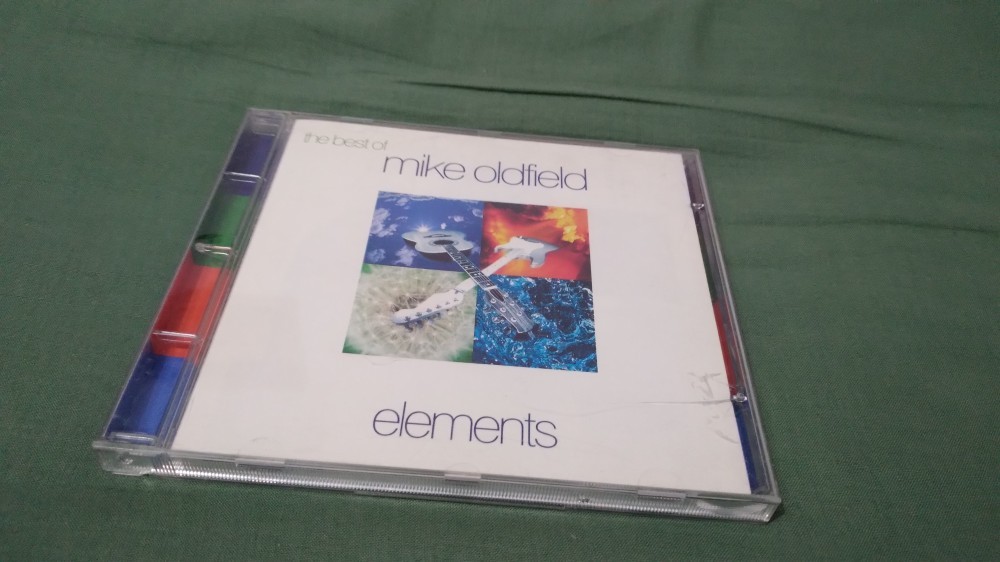 the best of
mike oldfield
elements